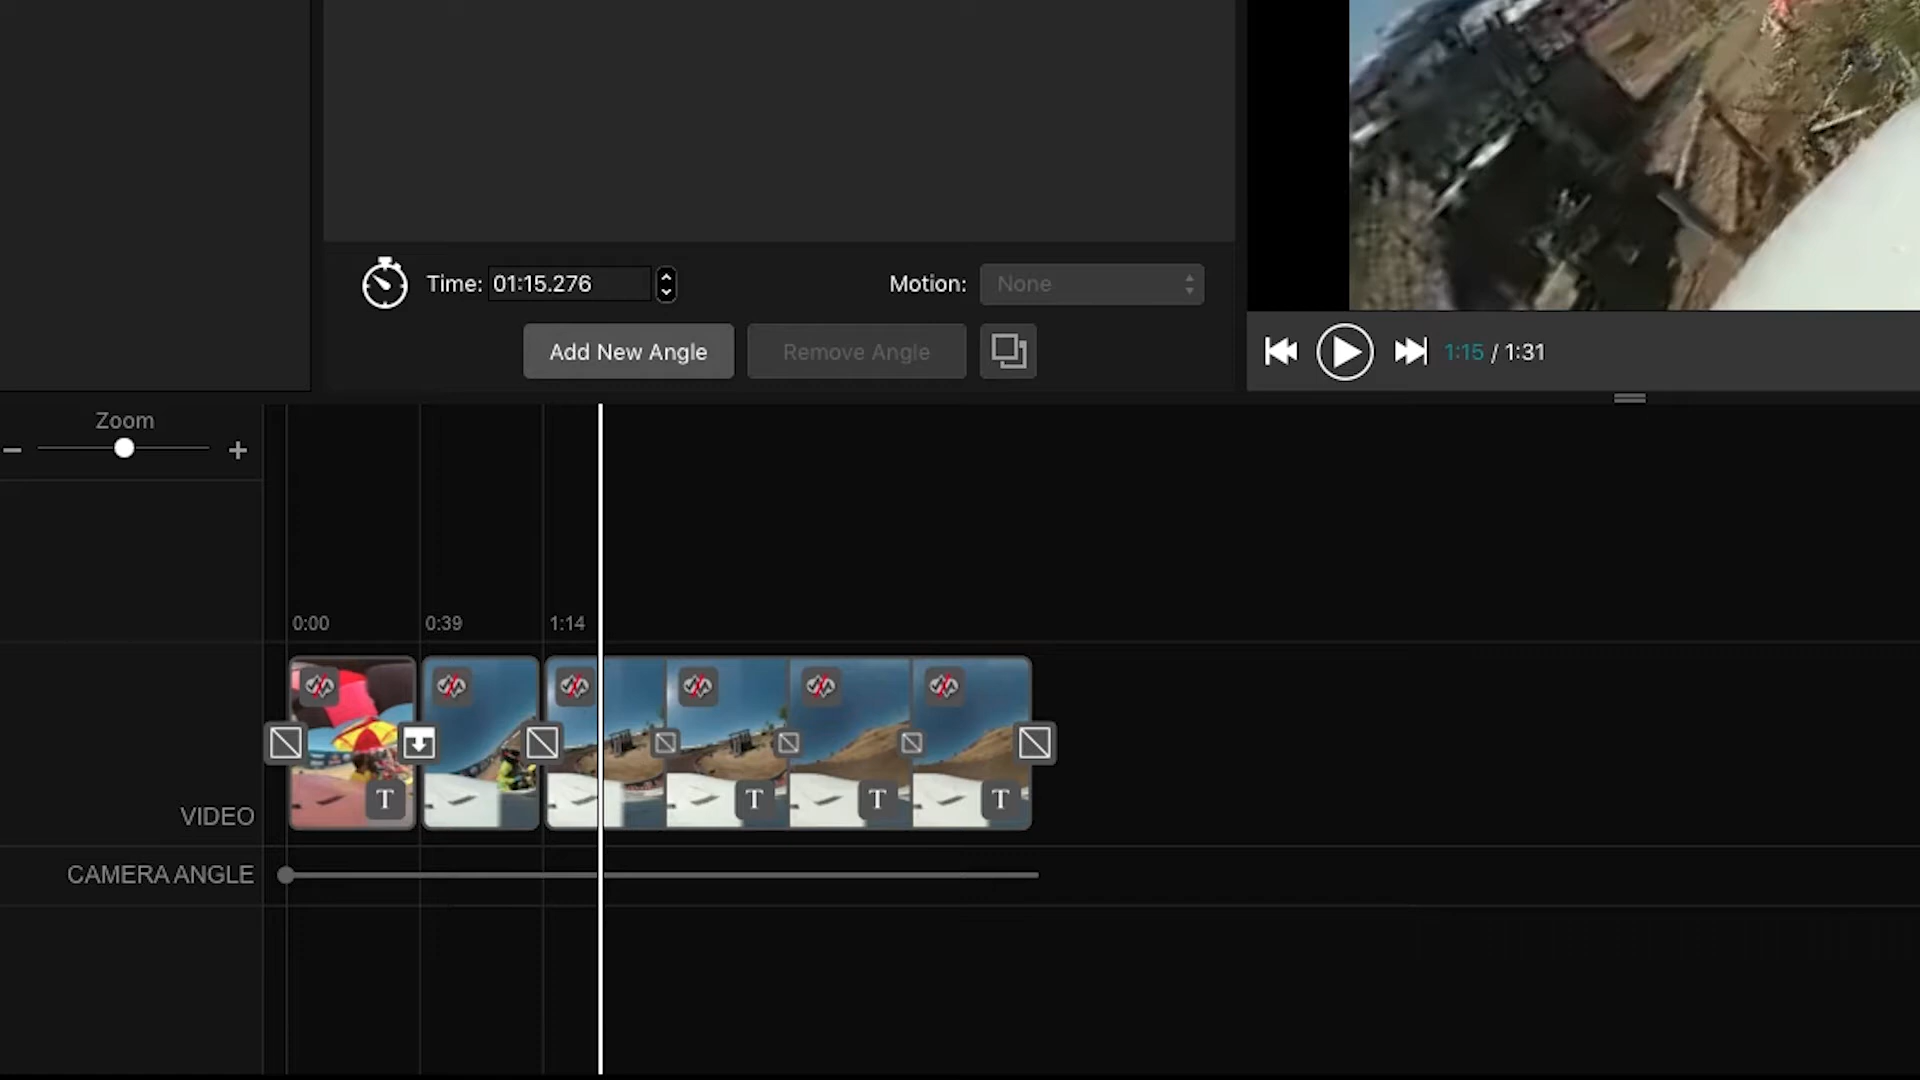 Time: 01:15.276
Motion: None
Add New Angle
Remove Angle
1:15 / 1:31
Zoom
0:00
0:39
1:14
T
T
T
T
VIDEO
CAMERA ANGLE